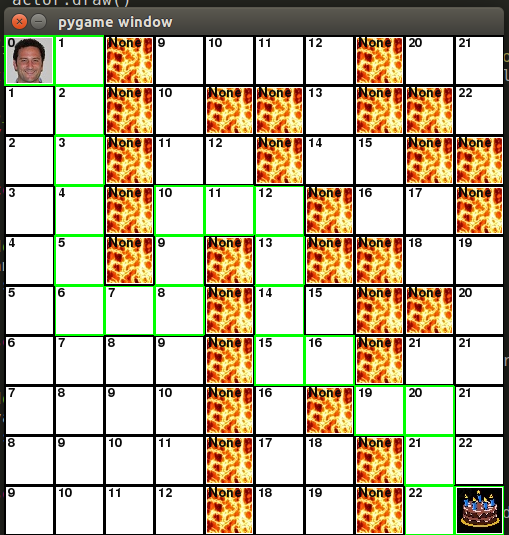 actor.draw()
pygame window
0 1 None 9 10 11 12 None 20 21
1 2 None 10 None None 13 None None 22
2 3 None 11 12 None 14 15 None None
3 4 None 10 11 12 None 16 17 None
4 5 None 9 None 13 None None 18 19
5 6 7 8 None 14 15 None None 20
6 7 8 9 None 15 16 None 21 21
7 8 9 10 None 16 None 19 20 21
8 9 10 11 None 17 18 None 21 22
9 10 11 12 None 18 19 None 22